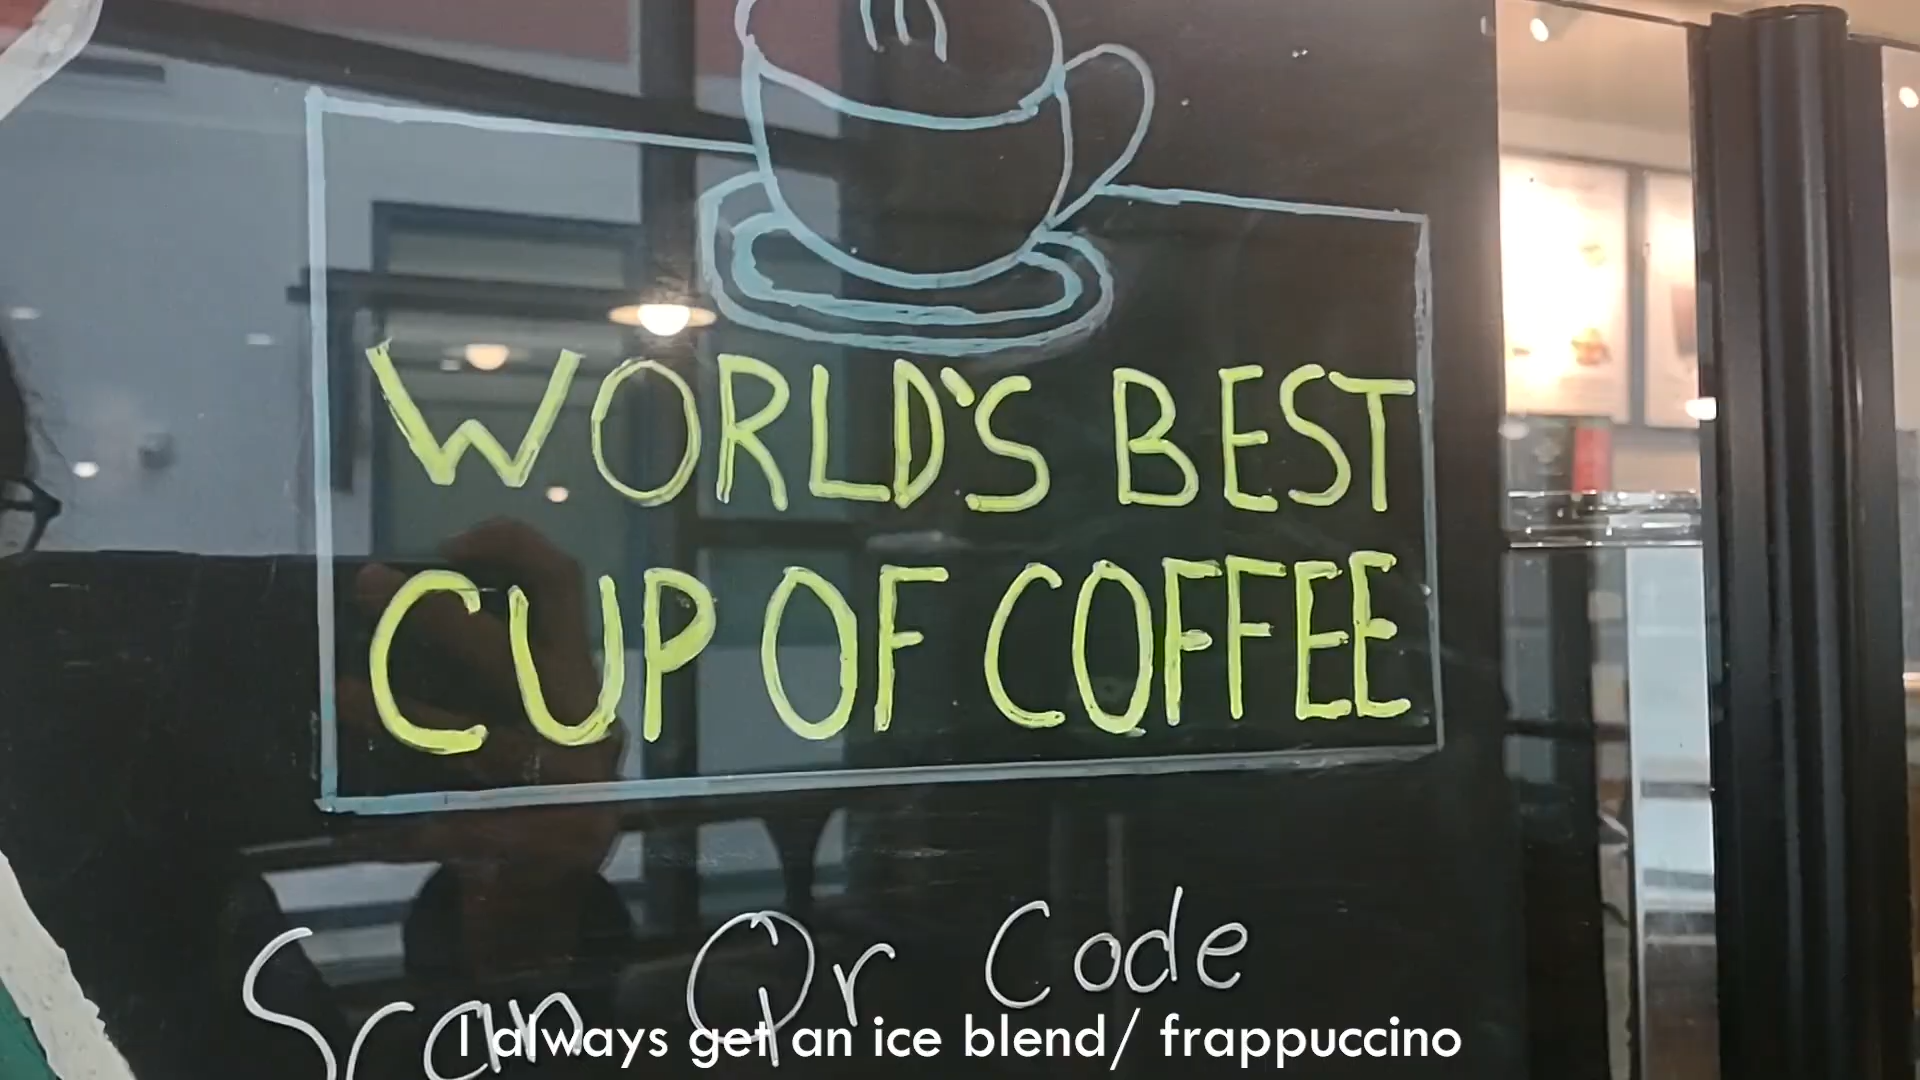 WORLD'S BEST
CUP OF COFFEE
Scan Qr Code
I always get an ice blend/ frappuccino